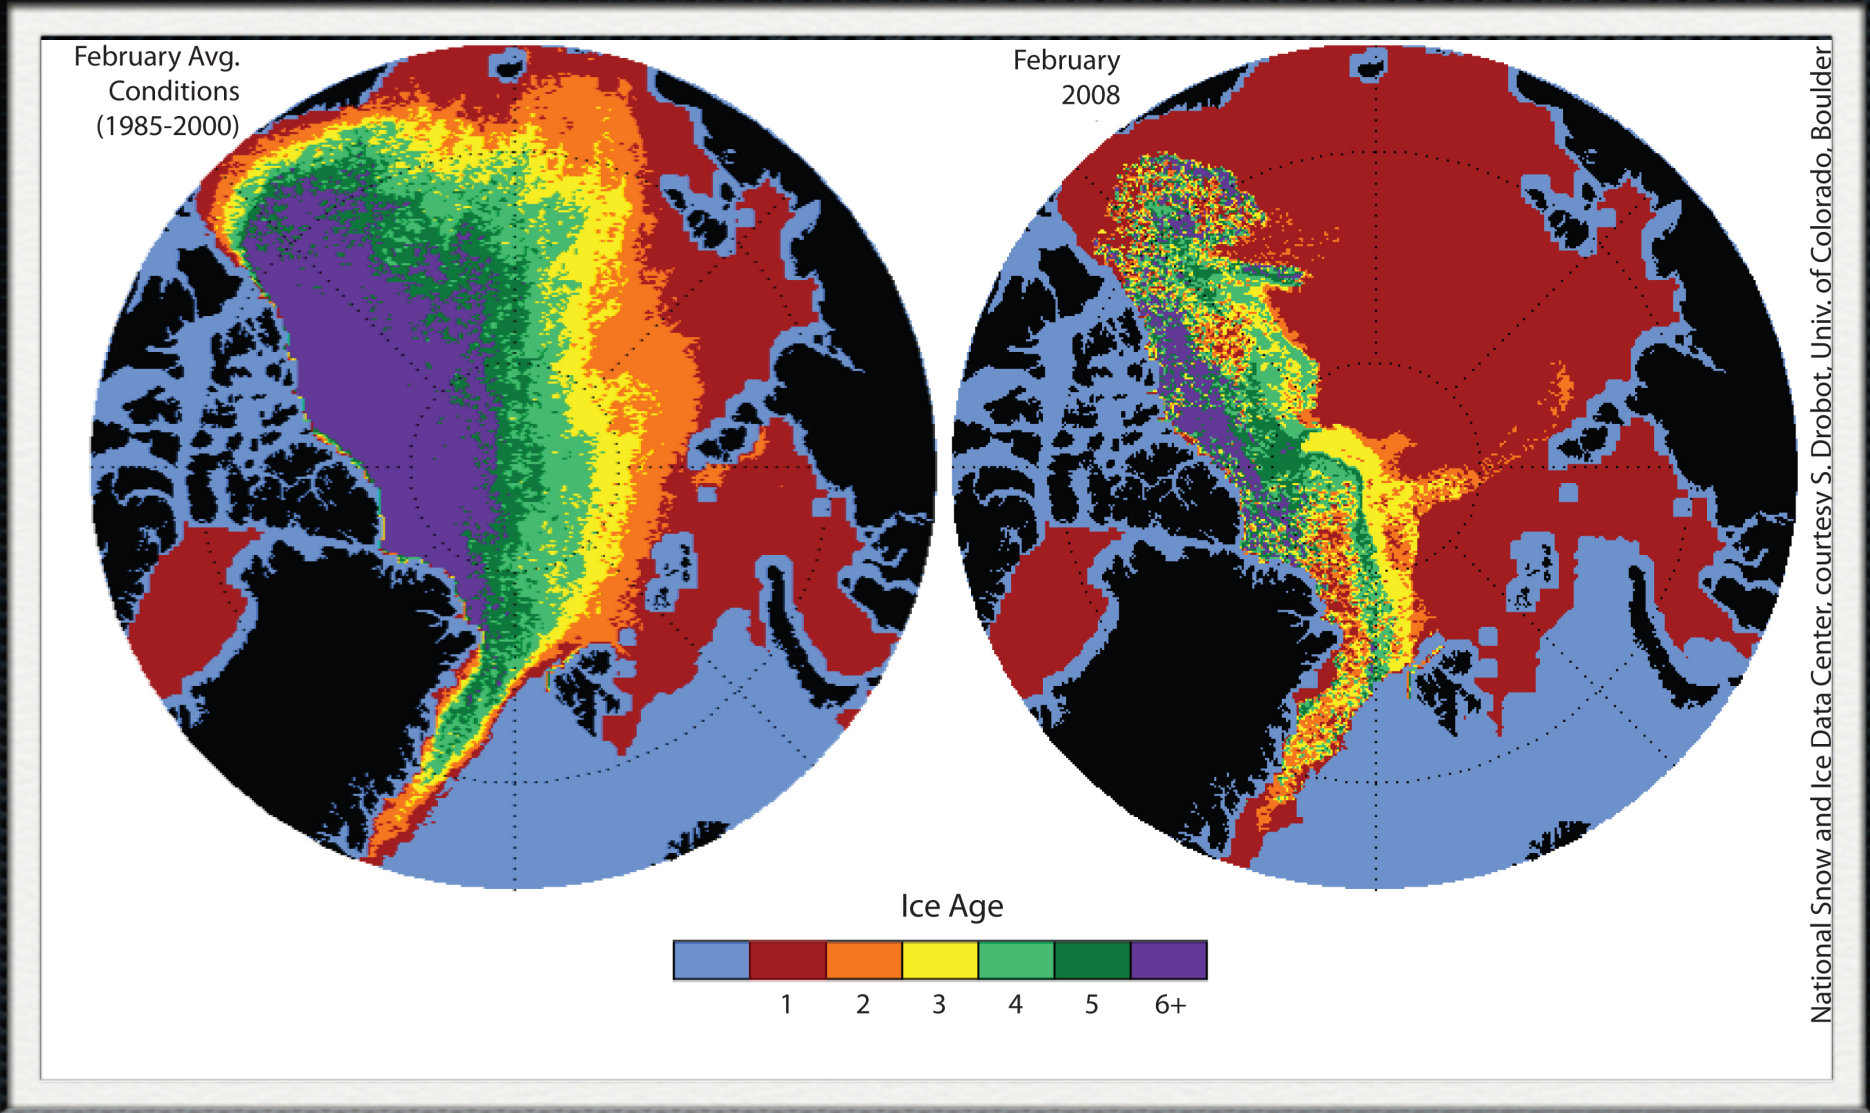 February Avg.
Conditions
(1985-2000)
February
2008
National Snow and Ice Data Center, courtesy S. Drobot, Univ. of Colorado, Boulder
Ice Age
1 2 3 4 5 6+